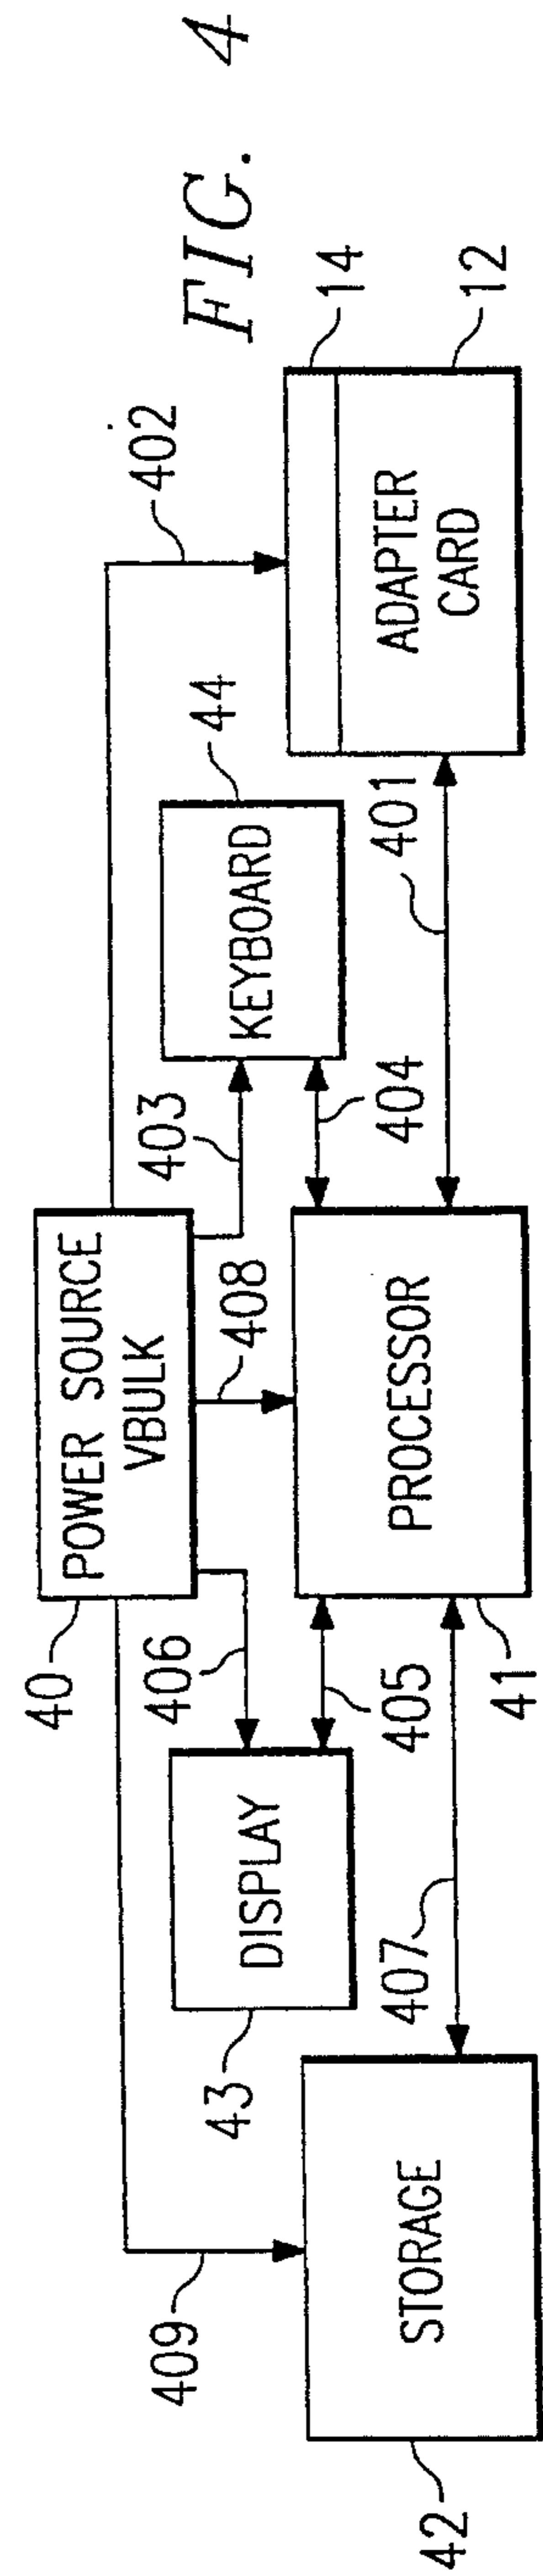 FIG. 4
40
POWER SOURCE
VBULK
402
409
406
408
403
43
DISPLAY
KEYBOARD
44
405
404
14
42
STORAGE
407
41
PROCESSOR
401
ADAPTER
CARD
12